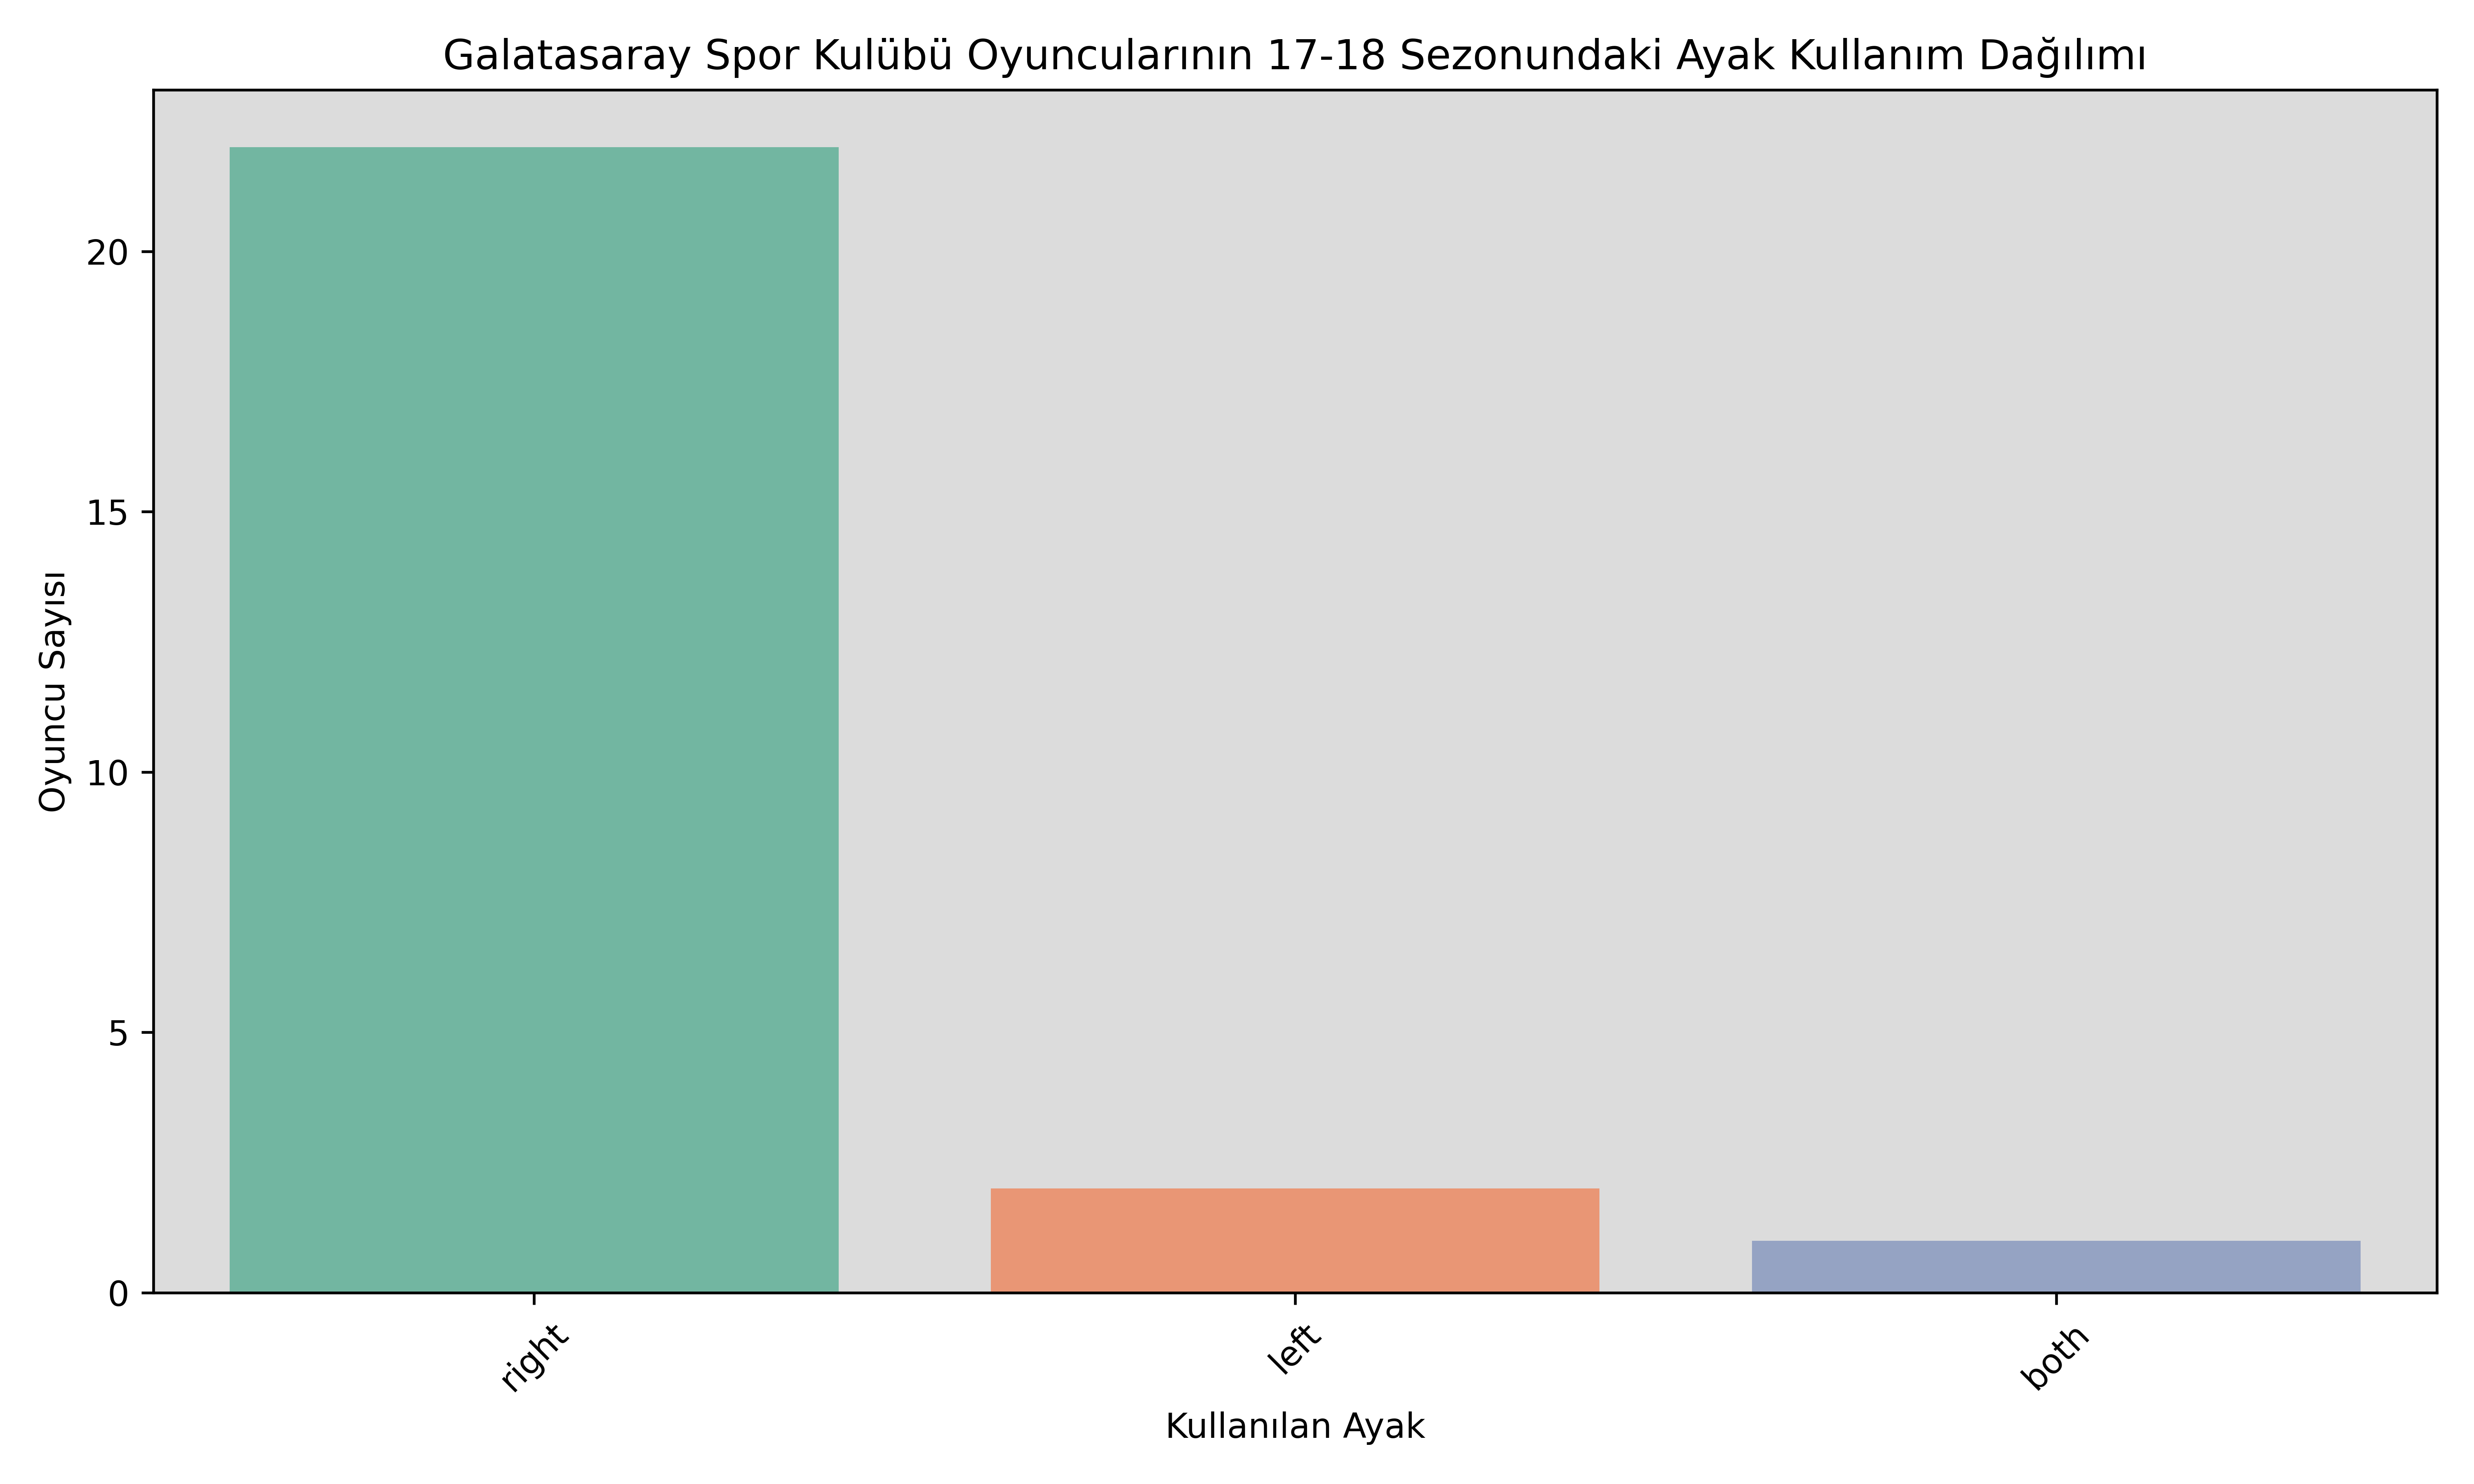 Galatasaray Spor Kulübü Oyuncularının 17-18 Sezonundaki Ayak Kullanım Dağılımı
Oyuncu Sayısı
20
15
10
5
0
right
left
both
Kullanılan Ayak